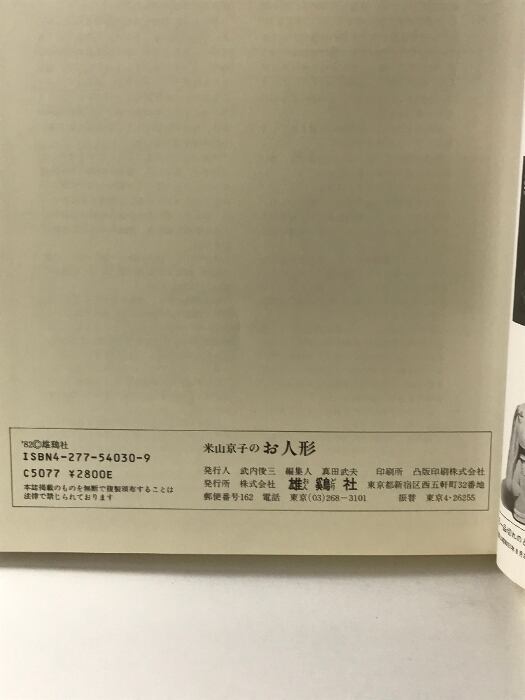 '82©雄鶏社
ISBN4-277-54030-9
C5077 ¥2800E
本誌掲載のものを無断で複製頒布することは
法律で禁じられております
米山京子のお人形
発行人 武内俊三 編集人 真田武夫 印刷所 凸版印刷株式会社
発行所 株式会社 雄鶏社 東京都新宿区西五軒町32番地
郵便番号162 電話 東京(03)268-3101 振替 東京4-26255